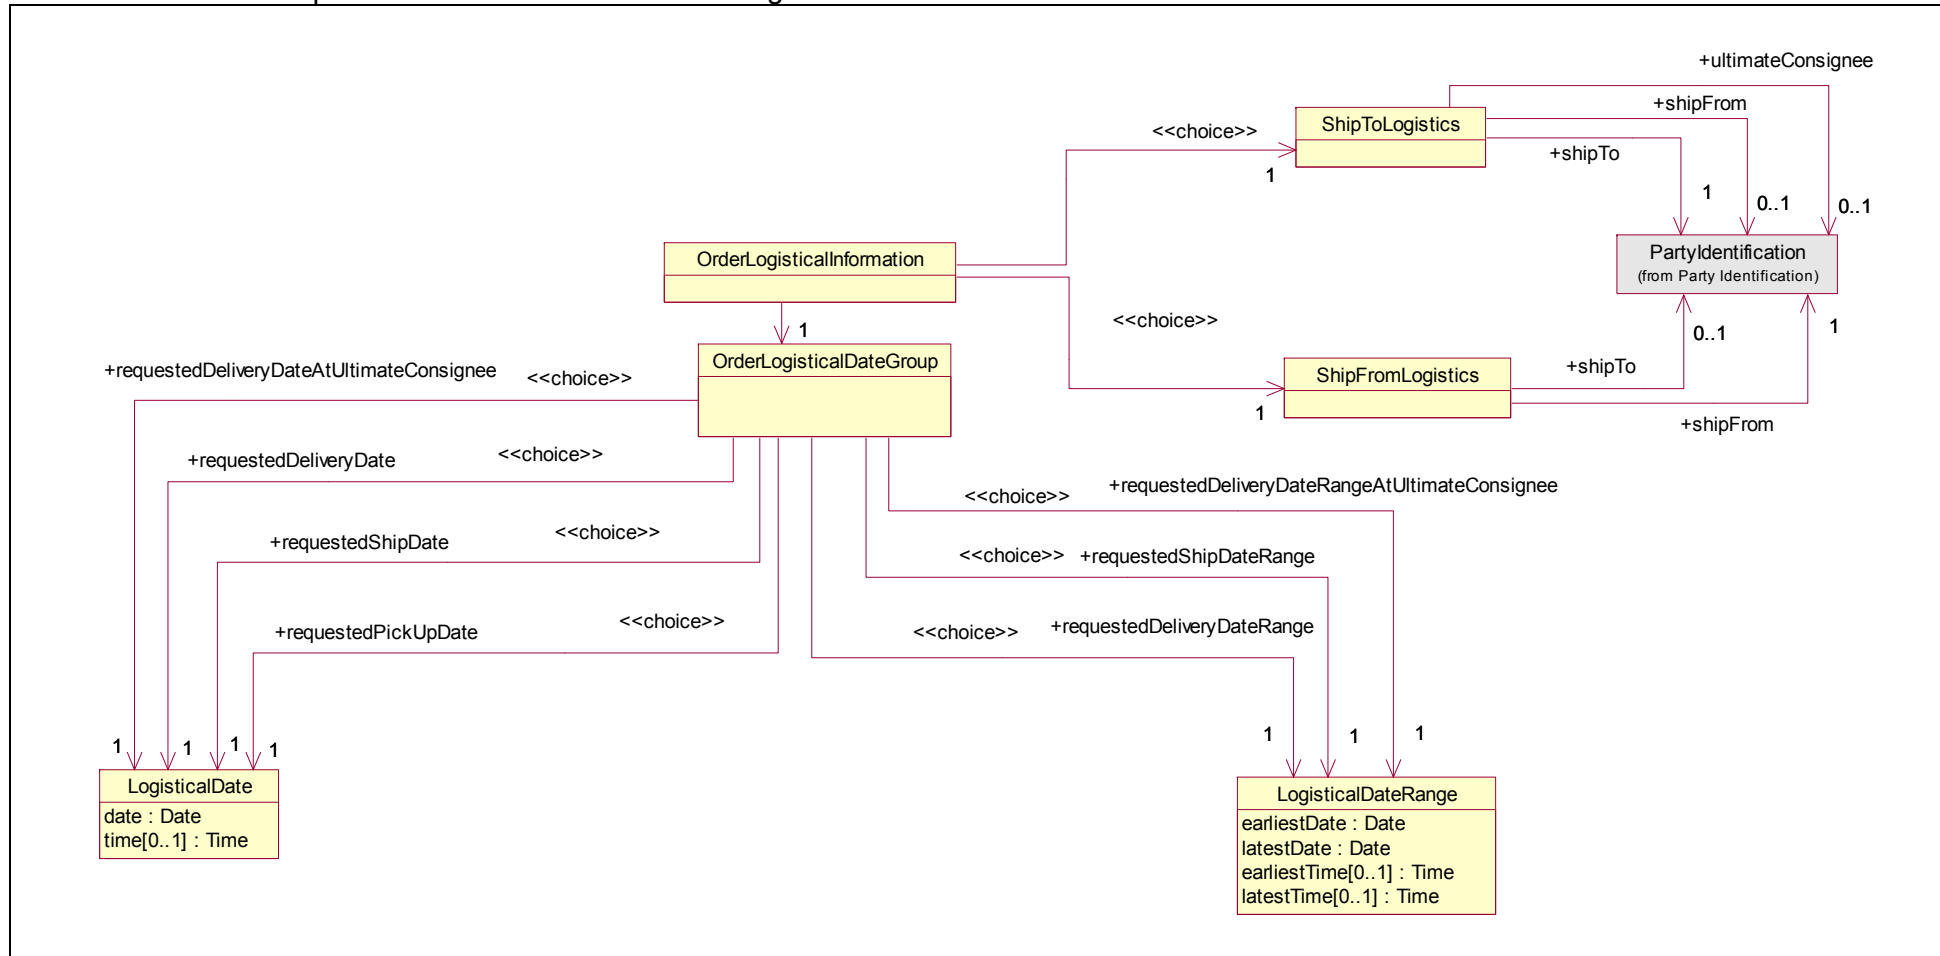 +ultimateConsignee
+shipFrom
<<choice>>
ShipToLogistics
+shipTo
1
1
0..1
0..1
OrderLogisticalInformation
PartyIdentification
(from Party Identification)
<<choice>>
1
0..1
1
OrderLogisticalDateGroup
+requestedDeliveryDateAtUltimateConsignee
<<choice>>
ShipFromLogistics
+shipTo
1
+shipFrom
+requestedDeliveryDate
<<choice>>
<<choice>>
+requestedDeliveryDateRangeAtUltimateConsignee
+requestedShipDate
<<choice>>
<<choice>>
+requestedShipDateRange
+requestedPickUpDate
<<choice>>
<<choice>>
+requestedDeliveryDateRange
1
1
1
1
1
1
1
LogisticalDate
date : Date
time[0..1] : Time
LogisticalDateRange
earliestDate : Date
latestDate : Date
earliestTime[0..1] : Time
latestTime[0..1] : Time